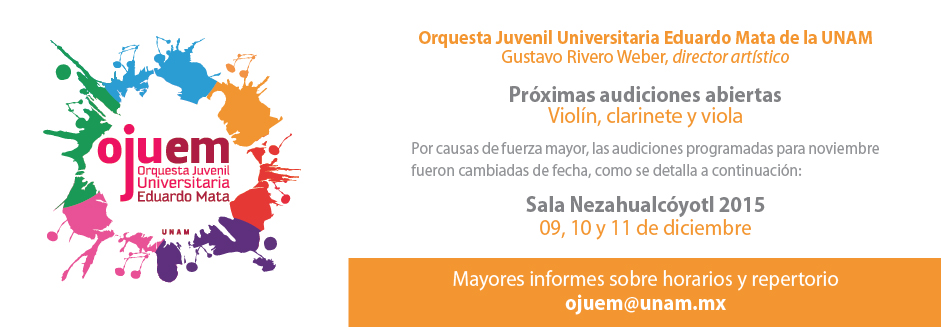 ojuem
Orquesta Juvenil
Universitaria
Eduardo Mata
UNAM
Orquesta Juvenil Universitaria Eduardo Mata de la UNAM
Gustavo Rivero Weber, director artístico
Próximas audiciones abiertas
Violín, clarinete y viola
Por causas de fuerza mayor, las audiciones programadas para noviembre
fueron cambiadas de fecha, como se detalla a continuación:
Sala Nezahualcóyotl 2015
09, 10 y 11 de diciembre
Mayores informes sobre horarios y repertorio
ojuem@unam.mx